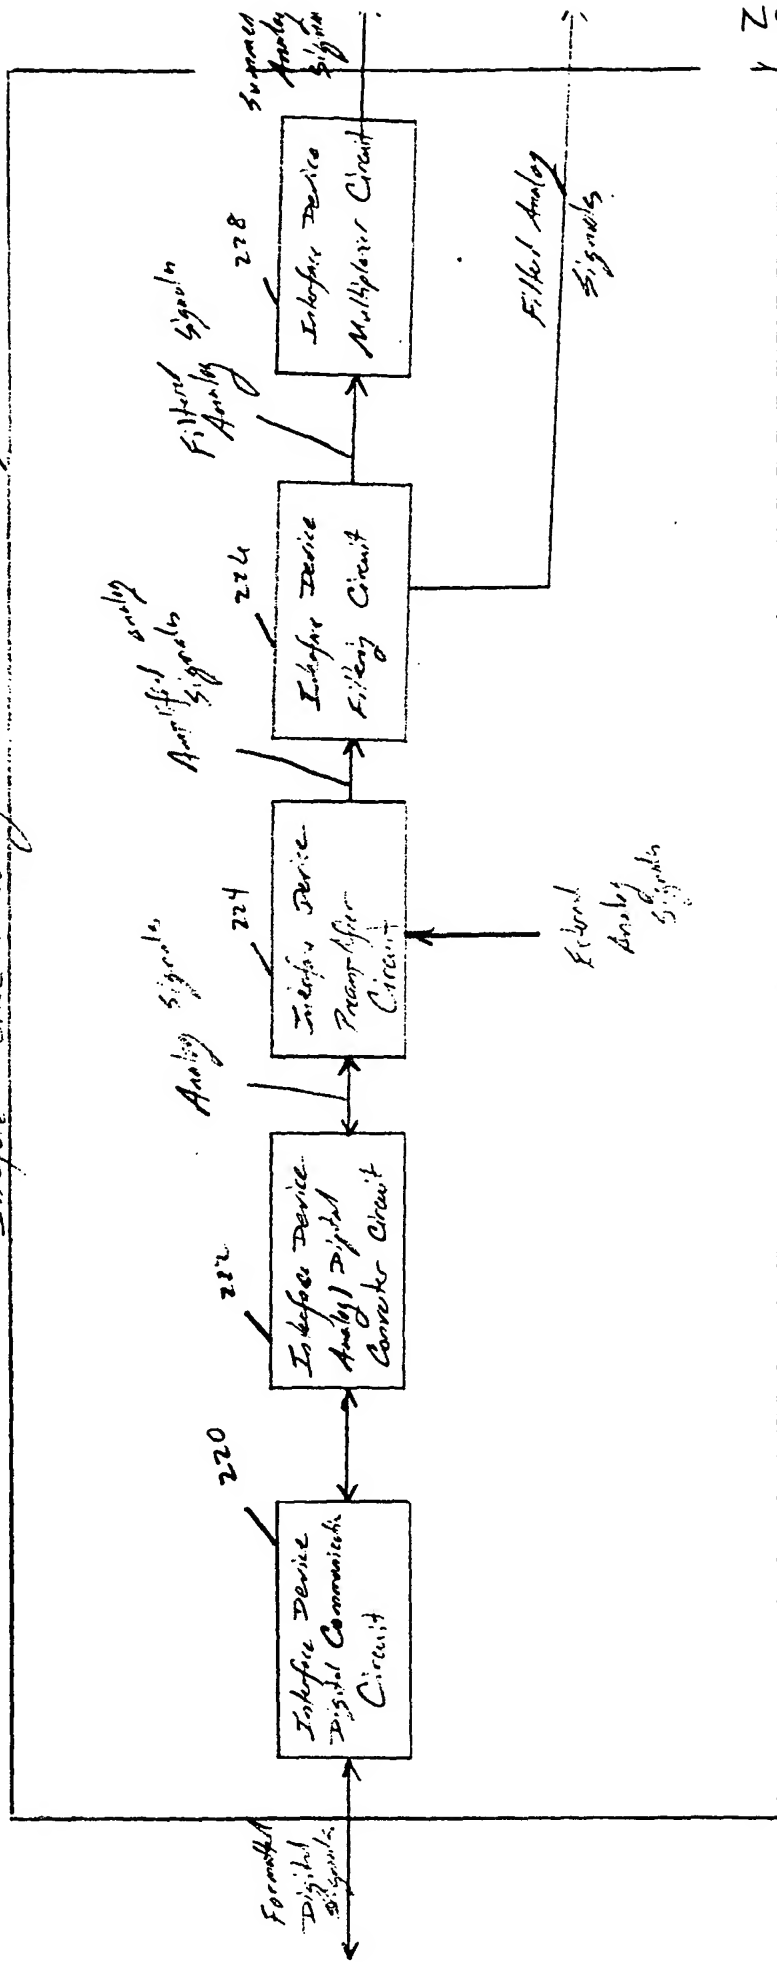 Formatted
Digital
Signals
220
Interface Device
Digital Communicatic
Circuit
222
Interface Device
Analog/Digital
Converter Circuit
Analog Signals
224
Interface Device
Preamplifier
Circuit
External
Analog
Signals
Amplified analog
Signals
226
Interface Device
Filtering Circuit
Filtered
Analog Signals
228
Interface Device
Multiplexer Circuit
Summed
Analog
Signal
Filtered Analog
Signals